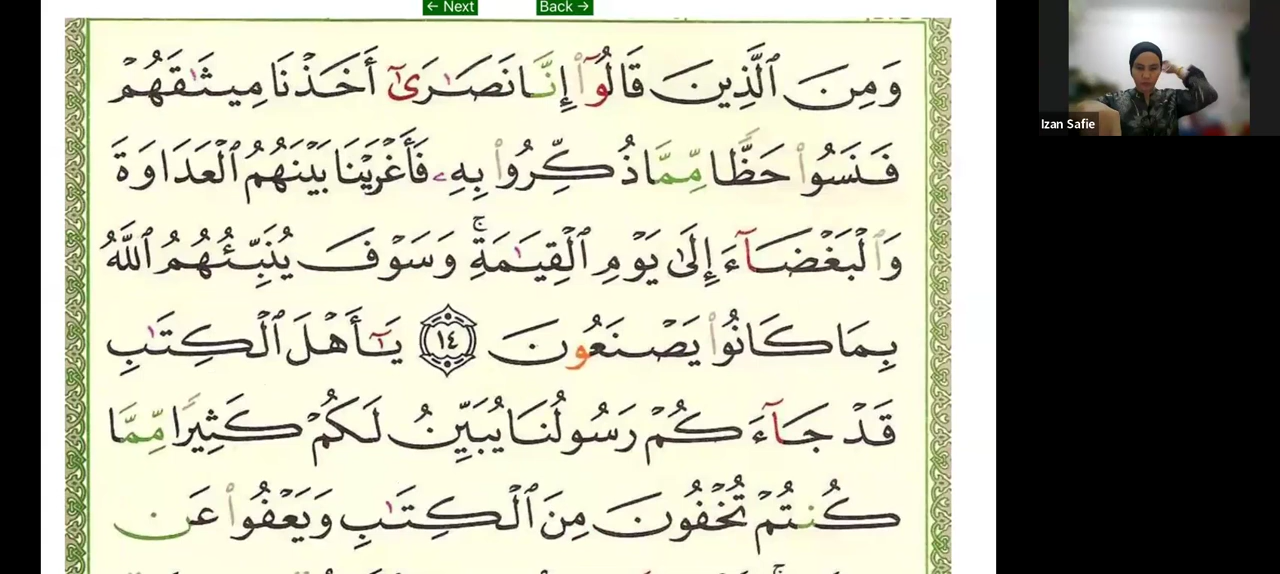 ← Next Back →
وَمِنَ ٱلَّذِينَ قَالُوٓا۟ إِنَّا نَصَٰرَىٰٓ أَخَذْنَا مِيثَٰقَهُمْ
فَنَسُوا۟ حَظًّا مِّمَّا ذُكِّرُوا۟ بِهِۦ فَأَغْرَيْنَا بَيْنَهُمُ ٱلْعَدَاوَةَ
وَٱلْبَغْضَآءَ إِلَىٰ يَوْمِ ٱلْقِيَٰمَةِ ۚ وَسَوْفَ يُنَبِّئُهُمُ ٱللَّهُ
بِمَا كَانُوا۟ يَصْنَعُونَ ١٤ يَٰٓأَهْلَ ٱلْكِتَٰبِ
قَدْ جَآءَكُمْ رَسُولُنَا يُبَيِّنُ لَكُمْ كَثِيرًا مِّمَّا
كُنتُمْ تُخْفُونَ مِنَ ٱلْكِتَٰبِ وَيَعْفُوا۟ عَن
Izan Safie